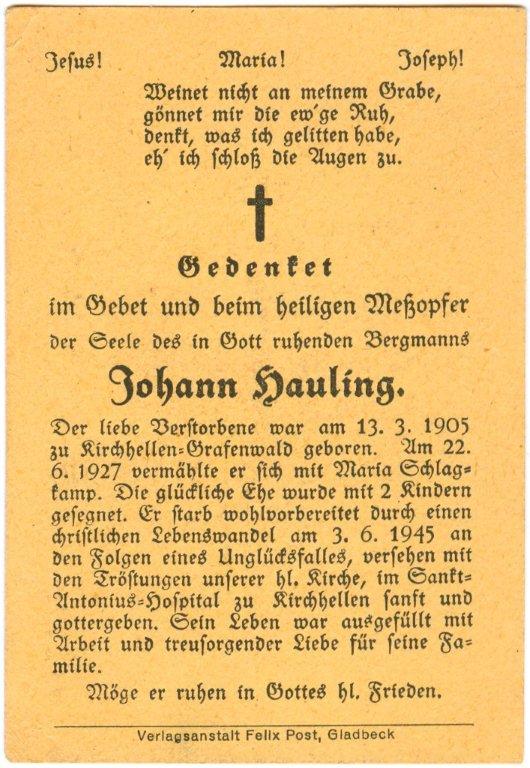 Jesus! Maria! Joseph!
Weinet nicht an meinem Grabe,
gönnet mir die ew'ge Ruh,
denkt, was ich gelitten habe,
eh' ich schloß die Augen zu.
Gedenket
im Gebet und beim heiligen Meßopfer
der Seele des in Gott ruhenden Bergmanns
Johann Hauling.
Der liebe Verstorbene war am 13. 3. 1905
zu Kirchhellen-Grafenwald geboren. Am 22.
6. 1927 vermählte er sich mit Maria Schlag-
kamp. Die glückliche Ehe wurde mit 2 Kindern
gesegnet. Er starb wohlvorbereitet durch einen
christlichen Lebenswandel am 3. 6. 1945 an
den Folgen eines Unglücksfalles, versehen mit
den Tröstungen unserer hl. Kirche, im Sankt-
Antonius-Hospital zu Kirchhellen sanft und
gottergeben. Sein Leben war ausgefüllt mit
Arbeit und treusorgender Liebe für seine Fa-
milie.
Möge er ruhen in Gottes hl. Frieden.
Verlagsanstalt Felix Post, Gladbeck